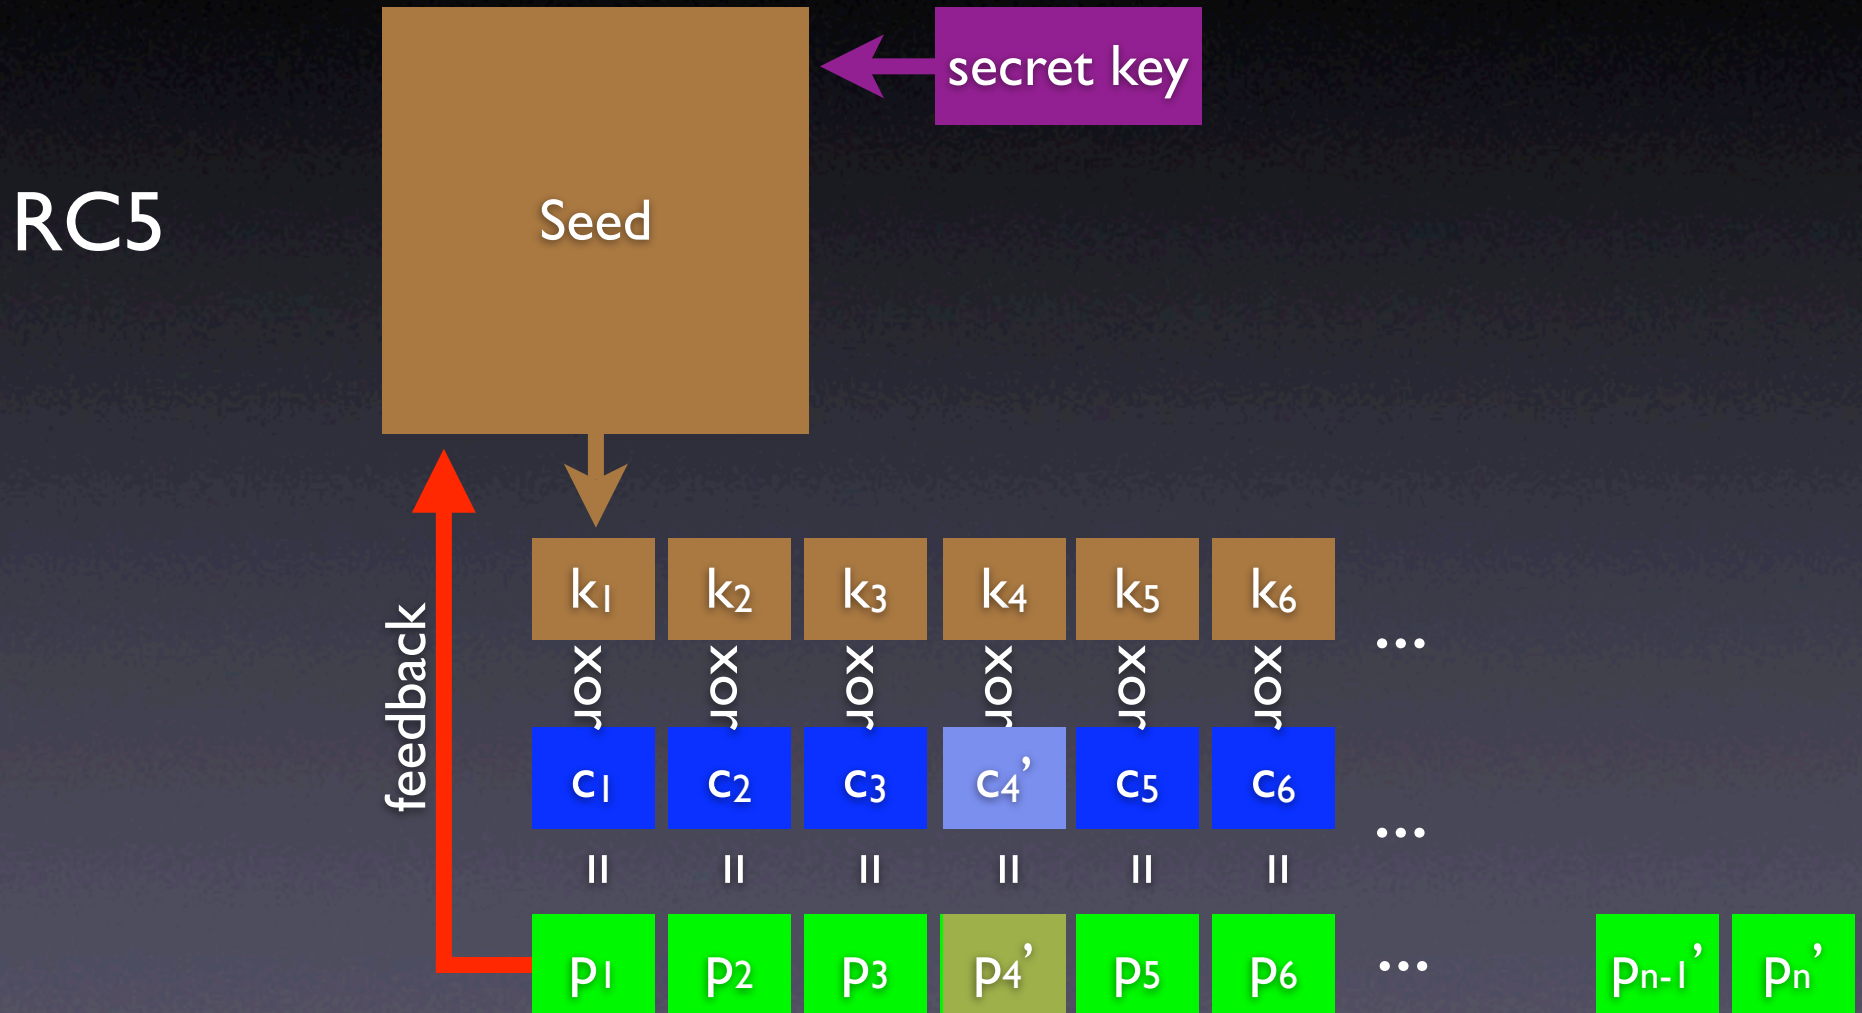 secret key
Seed
RC5
feedback
k1 k2 k3 k4 k5 k6 ...
xor xor xor xor xor xor
c1 c2 c3 c4’ c5 c6 ...
= = = = = =
p1 p2 p3 p4’ p5 p6 ... pn-1’ pn’